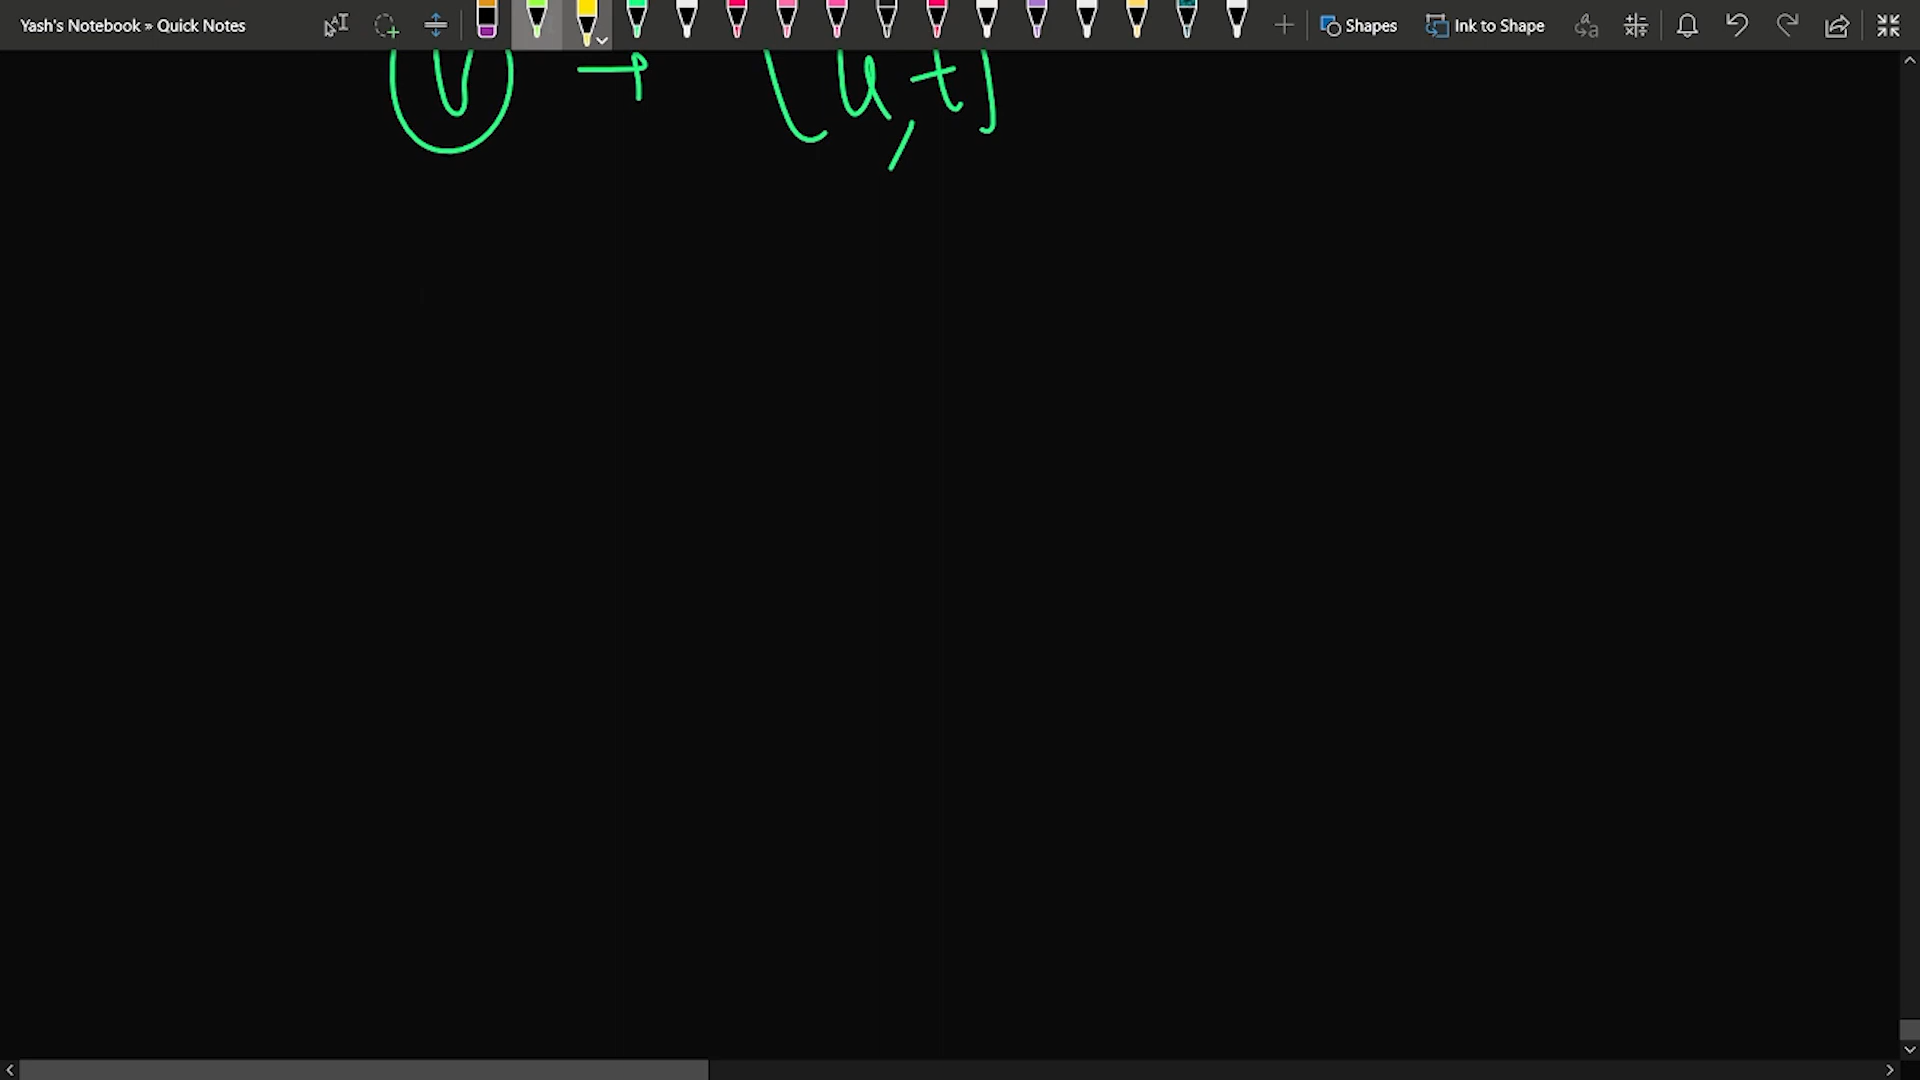 Yash's Notebook » Quick Notes Shapes Ink to Shape
v → [u, t]